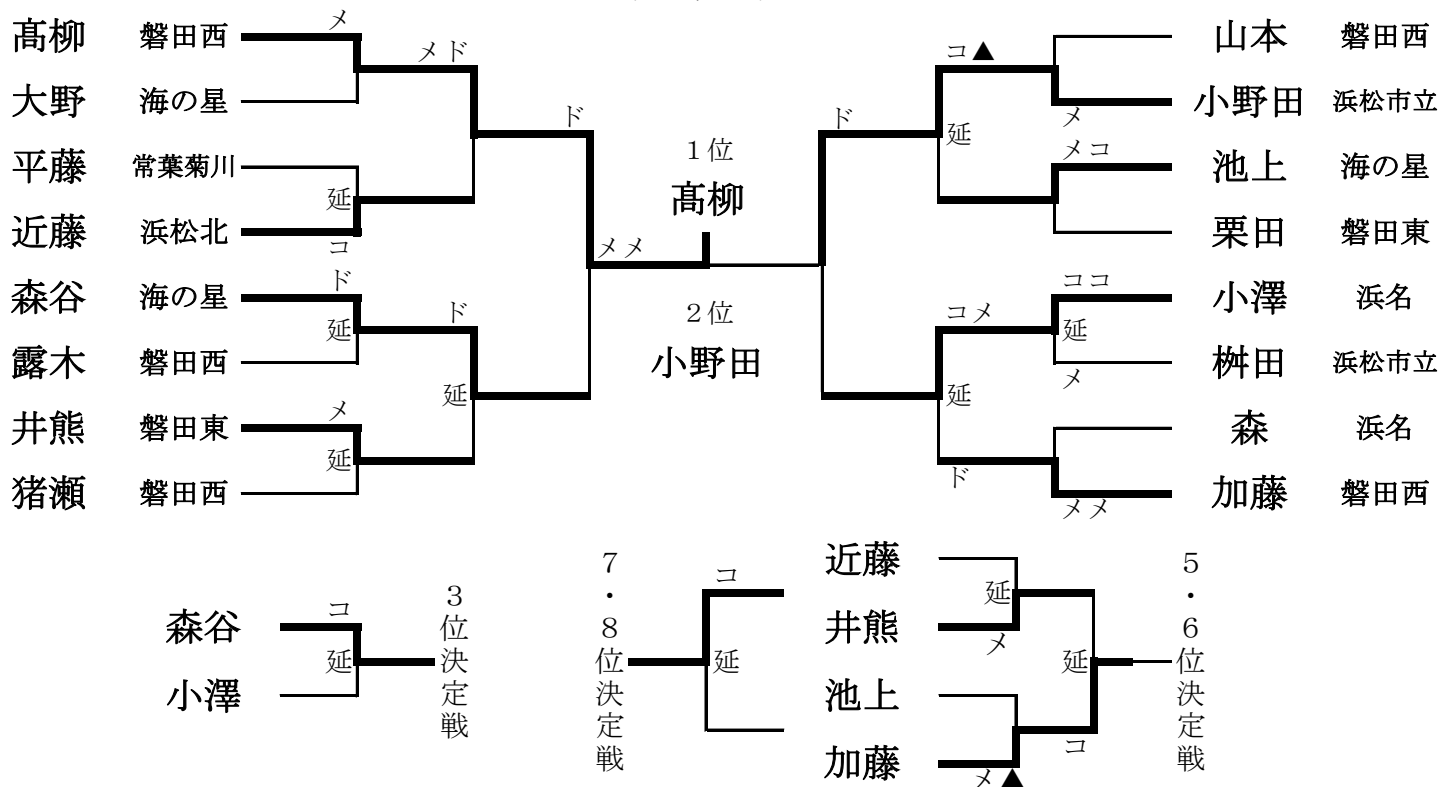 髙柳 磐田西
大野 海の星
平藤 常葉菊川
近藤 浜松北
森谷 海の星
露木 磐田西
井熊 磐田東
猪瀬 磐田西
メ
延
コ
ド
延
メ
延
メド
ド
延
ド
メメ
1位
髙柳
2位
小野田
ド
コ▲
延
コメ
延
ド
メ
メコ
ココ
延
メ
メメ
山本 磐田西
小野田 浜松市立
池上 海の星
栗田 磐田東
小澤 浜名
桝田 浜松市立
森 浜名
加藤 磐田西
森谷
小澤
コ
延
3位決定戦
7・8位決定戦
コ
延
近藤
井熊
池上
加藤
延
メ
メ▲
延
コ
5・6位決定戦